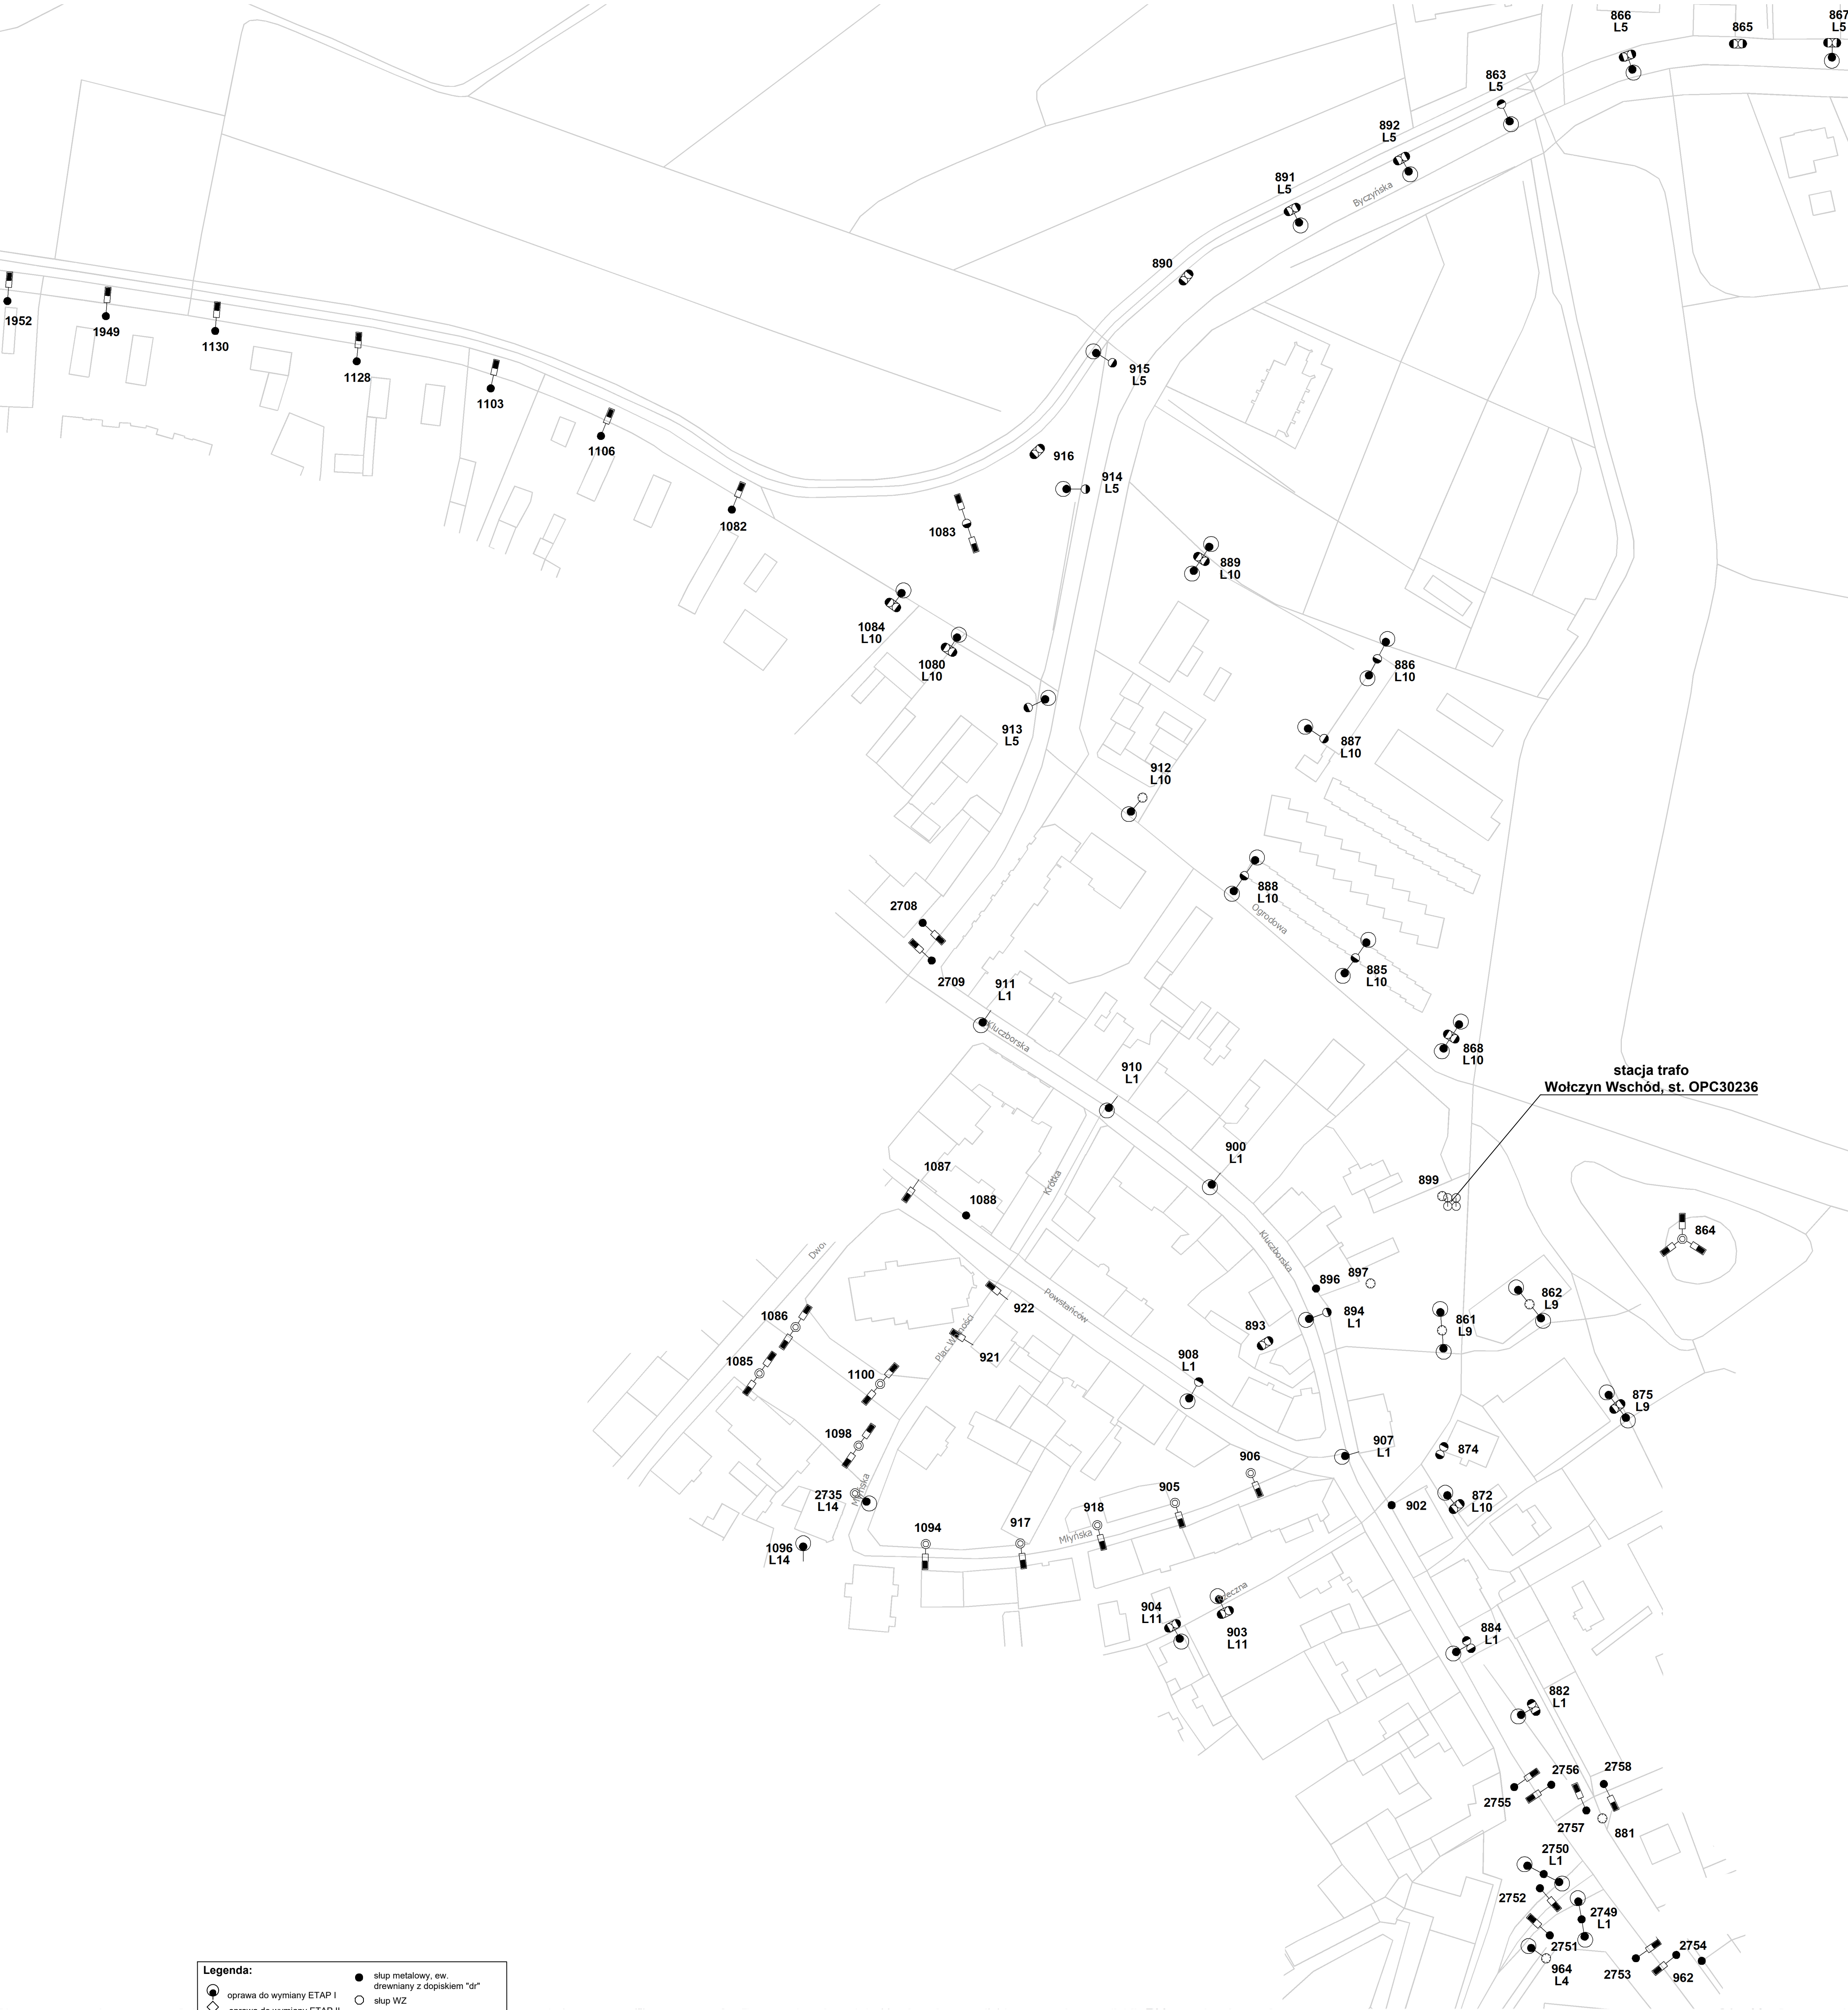 866
L5
865
867
L5
863
L5
892
L5
891
L5
Byczyńska
890
1952
1949
1130
1128
1103
1106
915
L5
916
914
L5
1082
1083
889
L10
1084
L10
1080
L10
886
L10
913
L5
887
L10
912
L10
888
L10
Ogrodowa
2708
885
L10
2709
911
L1
Kluczborska
868
L10
910
L1
stacja trafo
Wołczyn Wschód, st. OPC30236
900
L1
1087
Krótka
899
1088
864
Kluczborska
896
897
862
L9
922
Powstańców
894
L1
861
L9
1086
893
Plac Wolności
921
1085
908
L1
1100
875
L9
1098
907
L1
874
906
2735
L14
Młyńska
905
902
872
L10
918
917
1094
Młyńska
1096
L14
904
L11
903
L11
884
L1
882
L1
2756
2758
2755
2757
881
2750
L1
2752
2749
L1
2751
964
L4
2754
2753
962
Legenda:
oprawa do wymiany ETAP I
słup metalowy, ew.
drewniany z dopiskiem "dr"
słup WZ